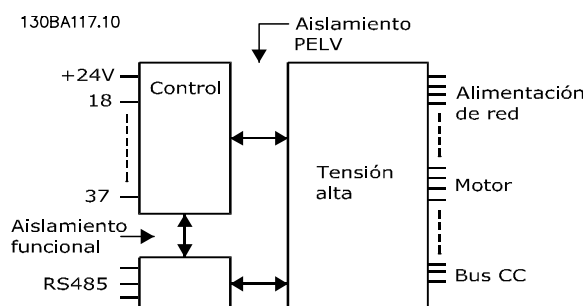 130BA117.10
Aislamiento
PELV
+24V
18
37
Control
Tensión
alta
Alimentación
de red
Motor
Bus CC
Aislamiento
funcional
RS485